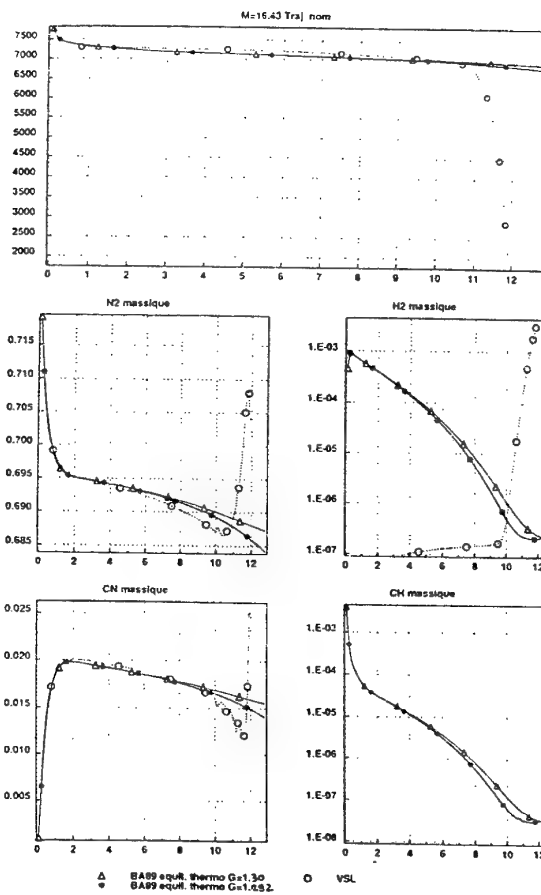 M=16.43 Traj nom
7500
7000
6500
6000
5500
5000
4500
4000
3500
3000
2500
2000
0 1 2 3 4 5 6 7 8 9 10 11 12
N2 massique
0.715
0.710
0.700
0.695
0.690
0.685
0 2 4 6 8 10 12
H2 massique
1.E-03
1.E-04
1.E-05
1.E-06
1.E-07
0 2 4 6 8 10 12
CN massique
0.025
0.020
0.015
0.010
0.005
0 2 4 6 8 10 12
CH massique
1.E-03
1.E-04
1.E-05
1.E-06
1.E-07
1.E-08
0 2 4 6 8 10 12
BA89 equil. thermo G=1.30
BA89 equil. thermo
VSL